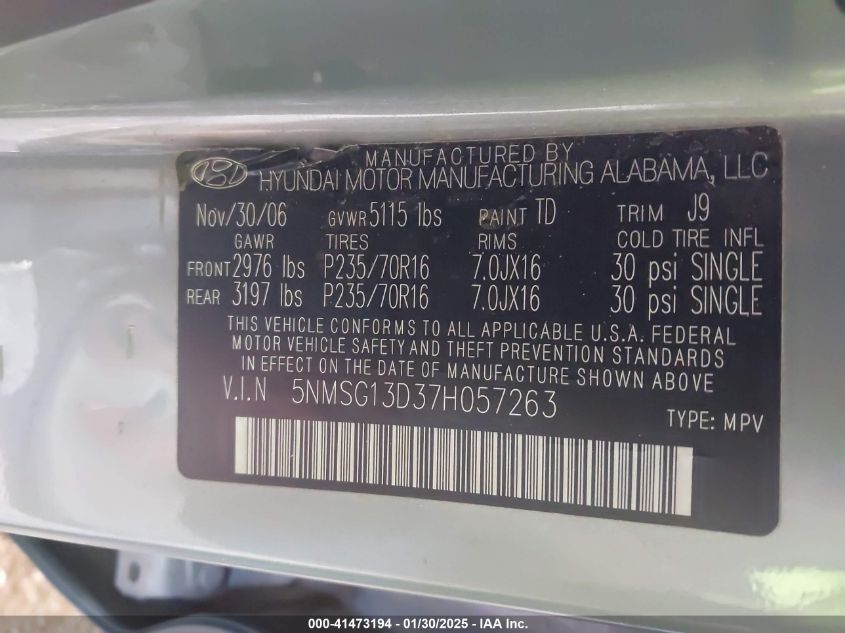 MANUFACTURED BY
HYUNDAI MOTOR MANUFACTURING ALABAMA, LLC
Nov/30/06 GVWR 5115 lbs PAINT TD TRIM J9
GAWR TIRES RIMS COLD TIRE INFL
FRONT 2976 lbs P235/70R16 7.0JX16 30 psi SINGLE
REAR 3197 lbs P235/70R16 7.0JX16 30 psi SINGLE
THIS VEHICLE CONFORMS TO ALL APPLICABLE U.S.A. FEDERAL
MOTOR VEHICLE SAFETY AND THEFT PREVENTION STANDARDS
IN EFFECT ON THE DATE OF MANUFACTURE SHOWN ABOVE
V.I.N 5NMSG13D37H057263
TYPE: MPV
000-41473194 - 01/30/2025 - IAA Inc.